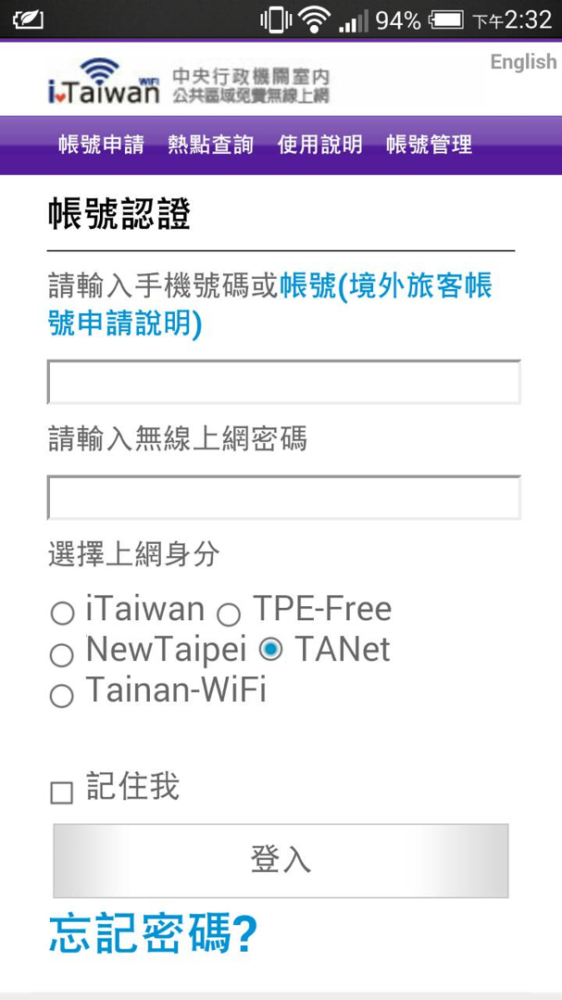 94% 下午2:32
English
i Taiwan WiFi 中央行政機關室內
公共區域免費無線上網
帳號申請 熱點查詢 使用說明 帳號管理
帳號認證
請輸入手機號碼或帳號(境外旅客帳
號申請說明)
請輸入無線上網密碼
選擇上網身分
iTaiwan TPE-Free
NewTaipei TANet
Tainan-WiFi
記住我
登入
忘記密碼?